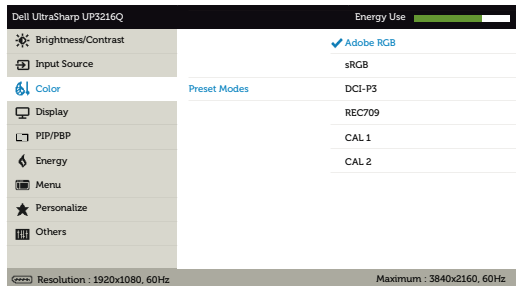 Dell UltraSharp UP3216Q Energy Use
Brightness/Contrast Adobe RGB
Input Source sRGB
Color Preset Modes DCI-P3
Display REC709
PIP/PBP CAL 1
Energy CAL 2
Menu
Personalize
Others
Resolution : 1920x1080, 60Hz Maximum : 3840x2160, 60Hz